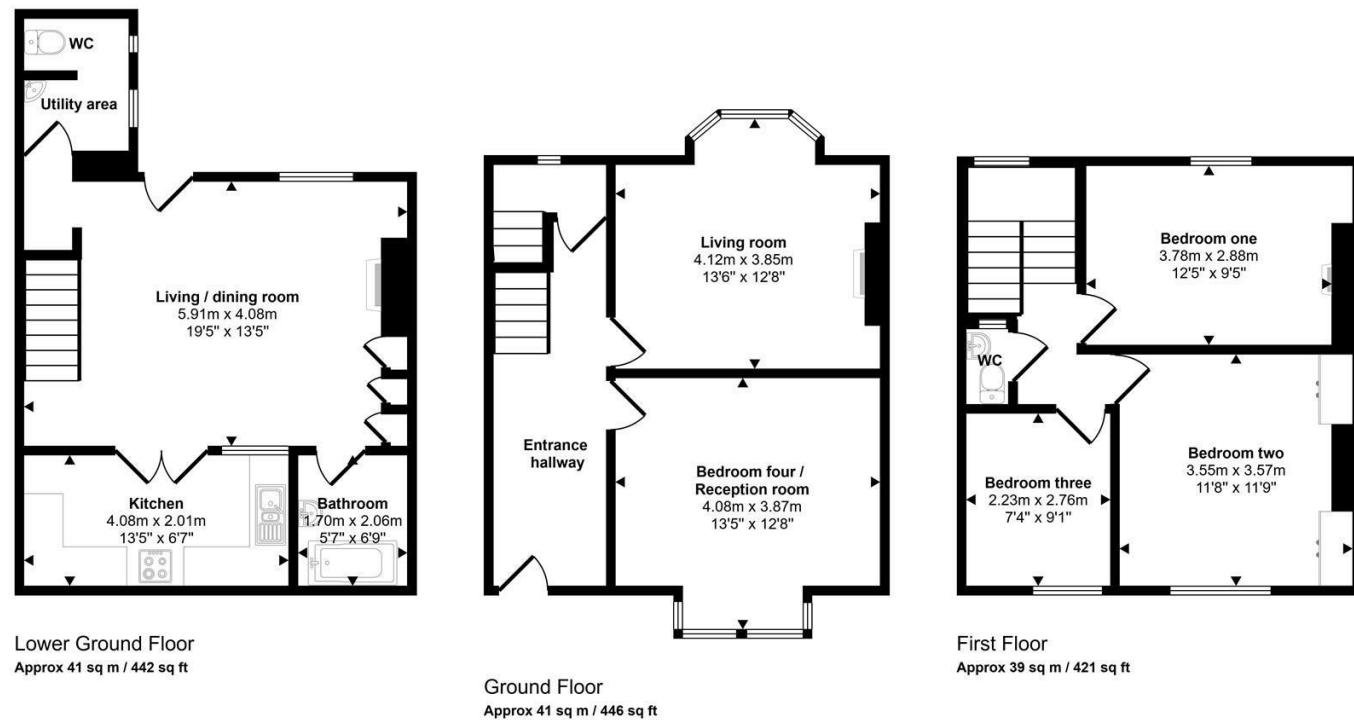 WC
Utility area
Living / dining room
5.91m x 4.08m
19'5" x 13'5"
Kitchen
4.08m x 2.01m
13'5" x 6'7"
Bathroom
1.70m x 2.06m
5'7" x 6'9"
Lower Ground Floor
Approx 41 sq m / 442 sq ft
Living room
4.12m x 3.85m
13'6" x 12'8"
Entrance
hallway
Bedroom four /
Reception room
4.08m x 3.87m
13'5" x 12'8"
Ground Floor
Approx 41 sq m / 446 sq ft
Bedroom one
3.78m x 2.88m
12'5" x 9'5"
WC
Bedroom two
3.55m x 3.57m
11'8" x 11'9"
Bedroom three
2.23m x 2.76m
7'4" x 9'1"
First Floor
Approx 39 sq m / 421 sq ft